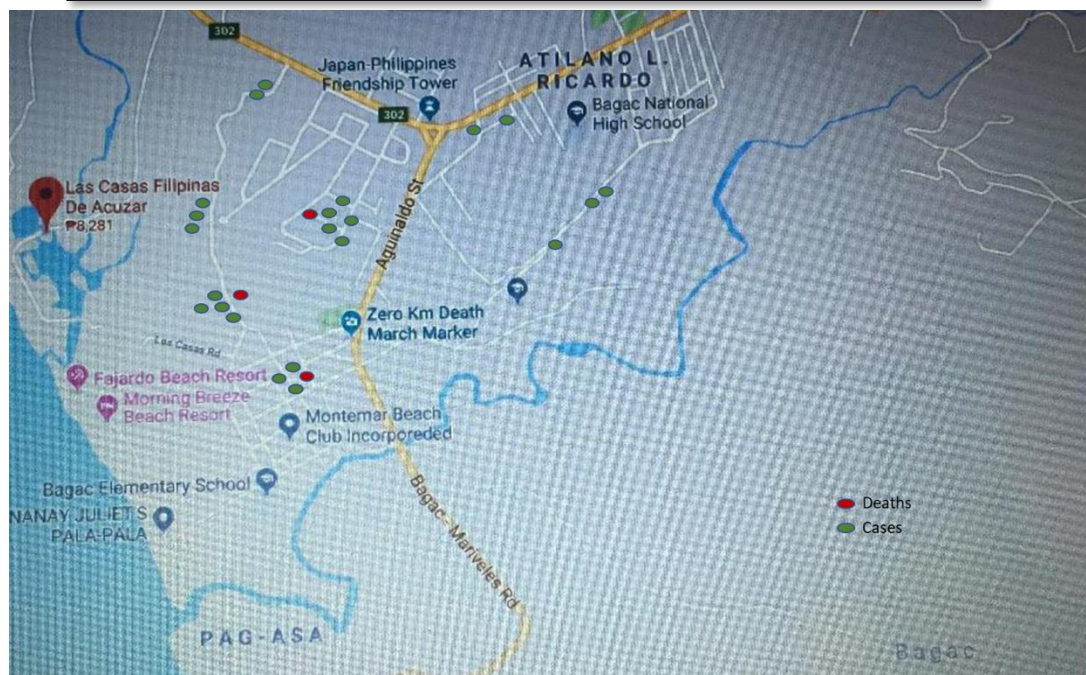 302
Japan-Philippines
Friendship Tower
ATILANO L.
RICARDO
302
Bagac National
High School
Las Casas Filipinas
De Acuzar
₱8,281
Aguinaldo St
Zero Km Death
March Marker
Las Casas Rd
Fajardo Beach Resort
Morning Breeze
Beach Resort
Montemar Beach
Club Incorporeded
Bagac Elementary School
NANAY JULIET S
PALA-PALA
Bagac - Mariveles Rd
Deaths
Cases
PAG-ASA
Bagac